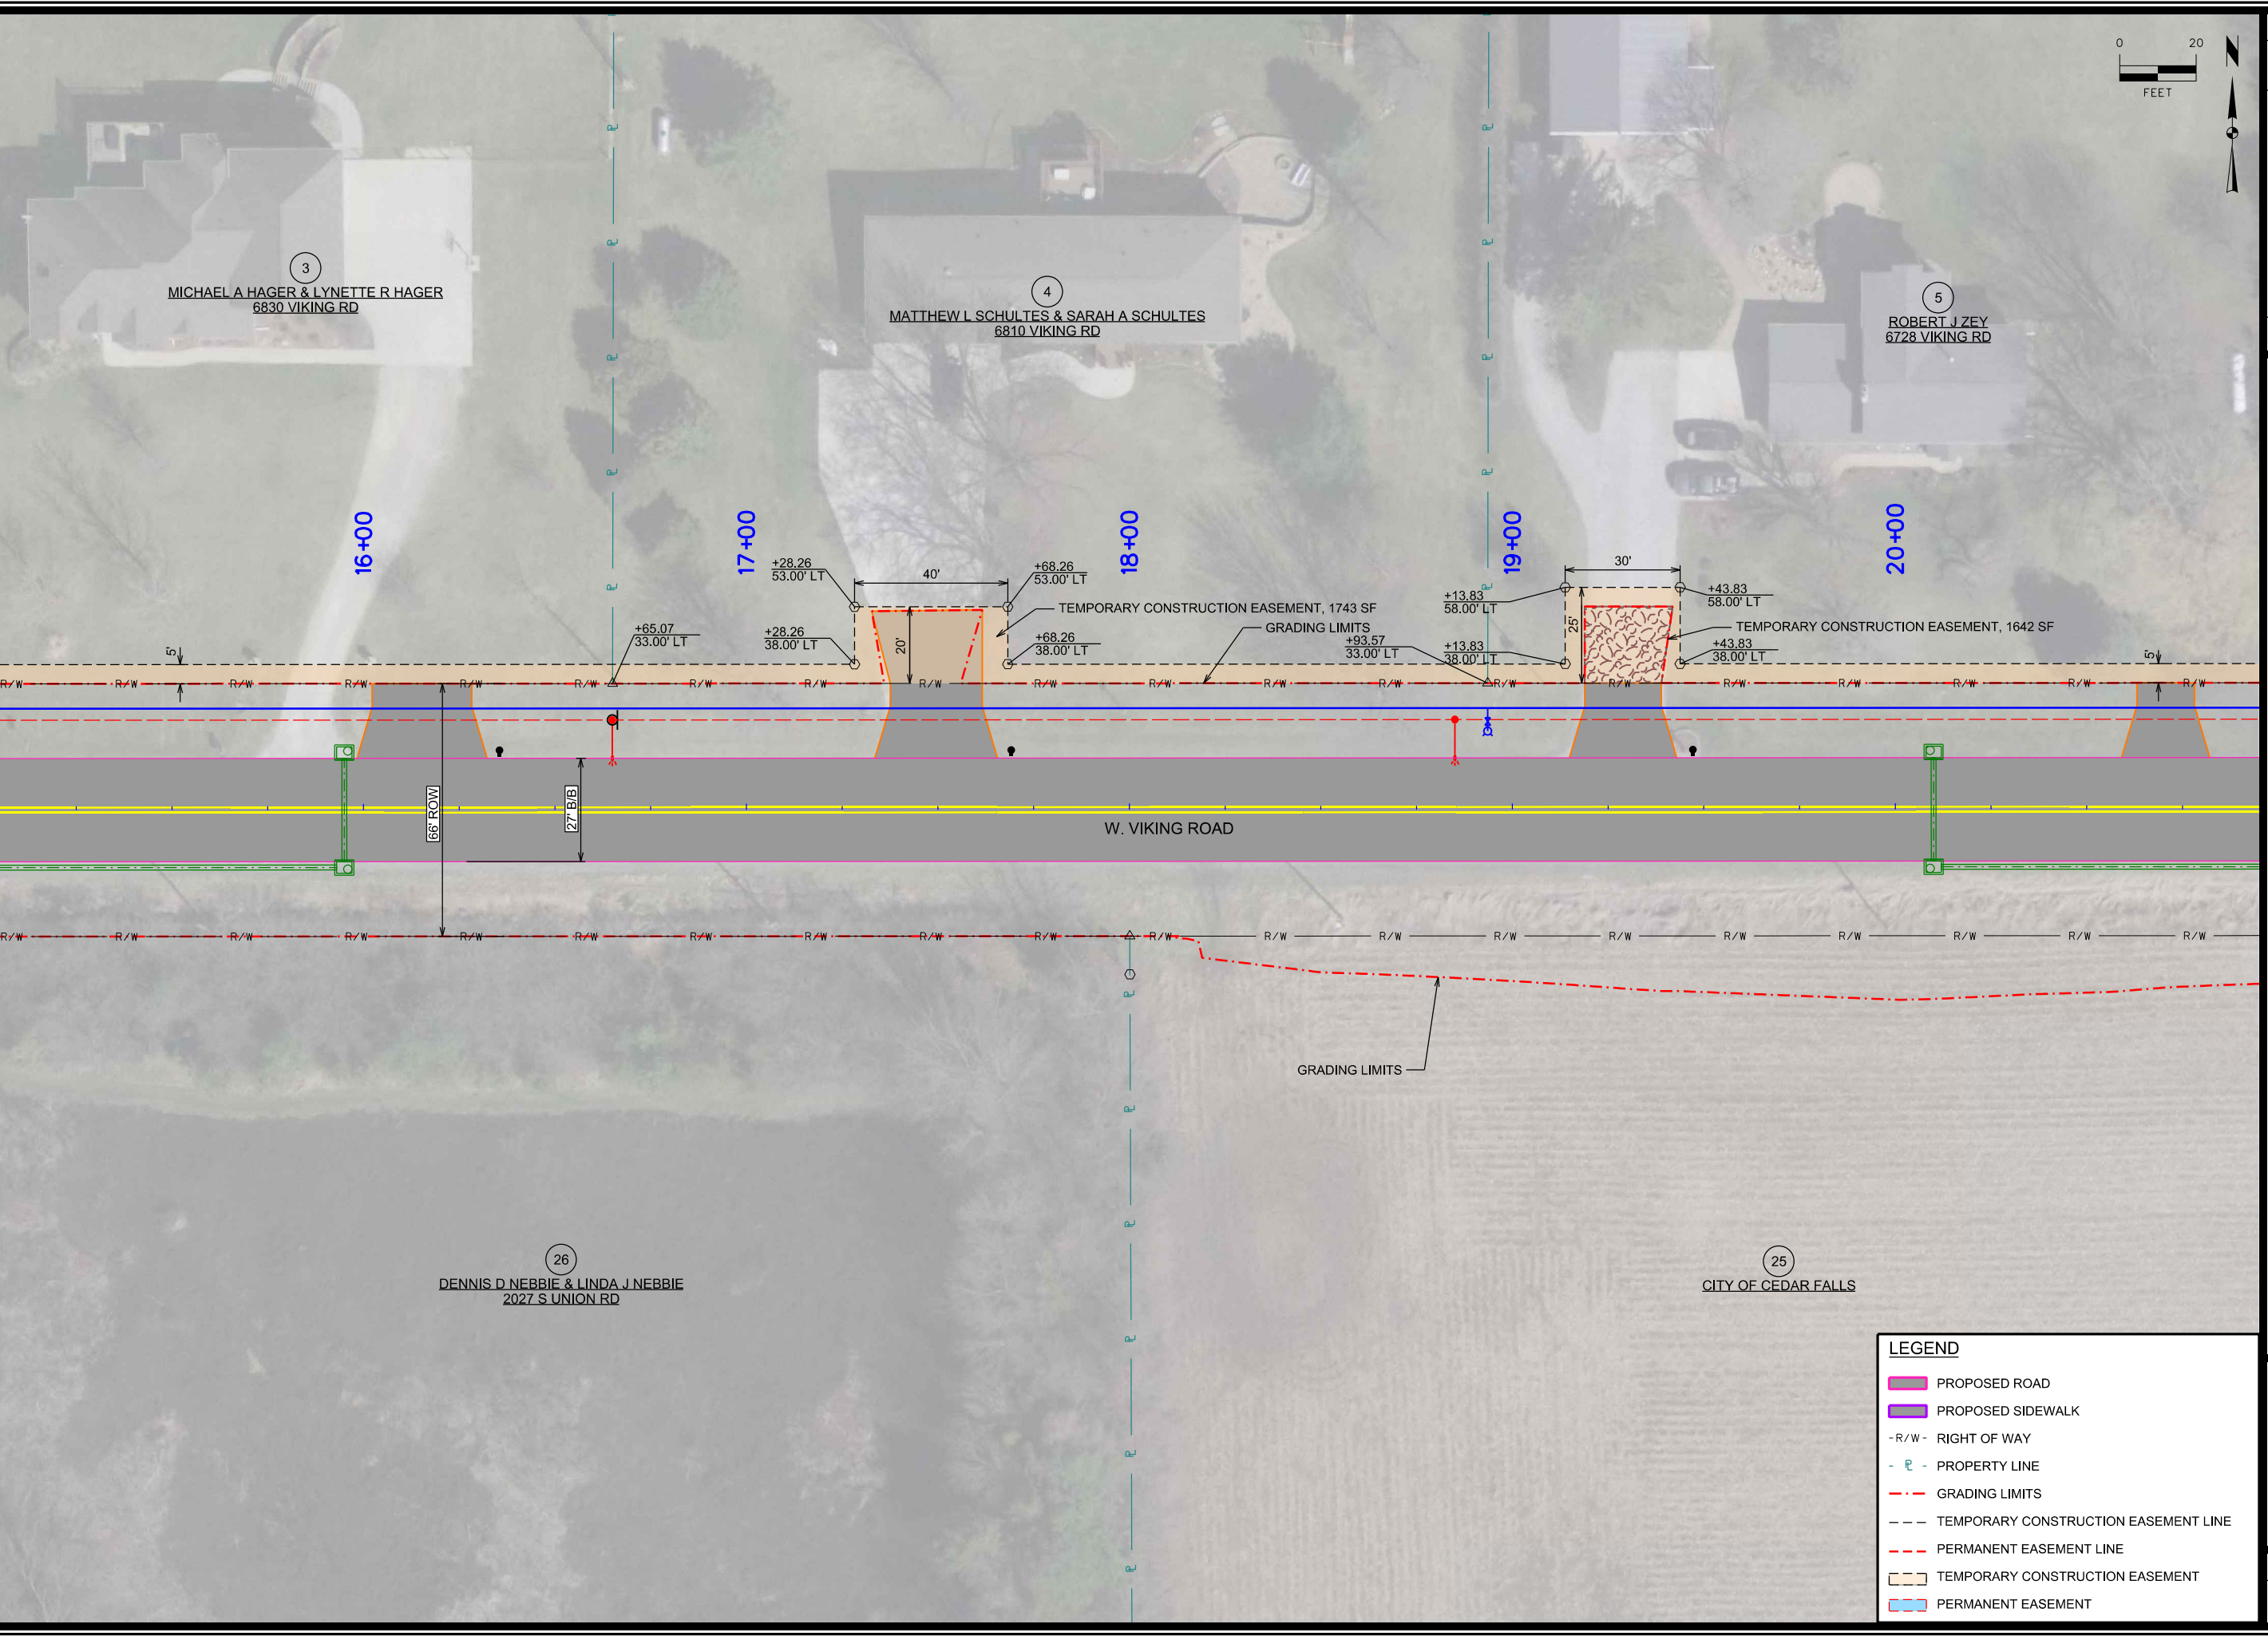 0 20
N
FEET
3
MICHAEL A HAGER & LYNETTE R HAGER
6830 VIKING RD
4
MATTHEW L SCHULTES & SARAH A SCHULTES
6810 VIKING RD
5
ROBERT J ZEY
6728 VIKING RD
16+00
17+00
18+00
19+00
20+00
+28.26
53.00' LT
40'
+68.26
53.00' LT
TEMPORARY CONSTRUCTION EASEMENT, 1743 SF
GRADING LIMITS
+65.07
33.00' LT
+28.26
38.00' LT
20'
+68.26
38.00' LT
+93.57
33.00' LT
+13.83
58.00' LT
+13.83
38.00' LT
30'
25'
+43.83
58.00' LT
TEMPORARY CONSTRUCTION EASEMENT, 1642 SF
+43.83
38.00' LT
5'
5'
R/W R/W R/W R/W R/W R/W R/W R/W R/W R/W R/W R/W R/W R/W R/W R/W R/W R/W R/W R/W
66' ROW
27' B/B
W. VIKING ROAD
R/W R/W R/W R/W R/W R/W R/W R/W R/W R/W R/W R/W R/W R/W R/W R/W R/W R/W R/W R/W
GRADING LIMITS
26
DENNIS D NEBBIE & LINDA J NEBBIE
2027 S UNION RD
25
CITY OF CEDAR FALLS
LEGEND
PROPOSED ROAD
PROPOSED SIDEWALK
-R/W- RIGHT OF WAY
PL PROPERTY LINE
GRADING LIMITS
TEMPORARY CONSTRUCTION EASEMENT LINE
PERMANENT EASEMENT LINE
TEMPORARY CONSTRUCTION EASEMENT
PERMANENT EASEMENT